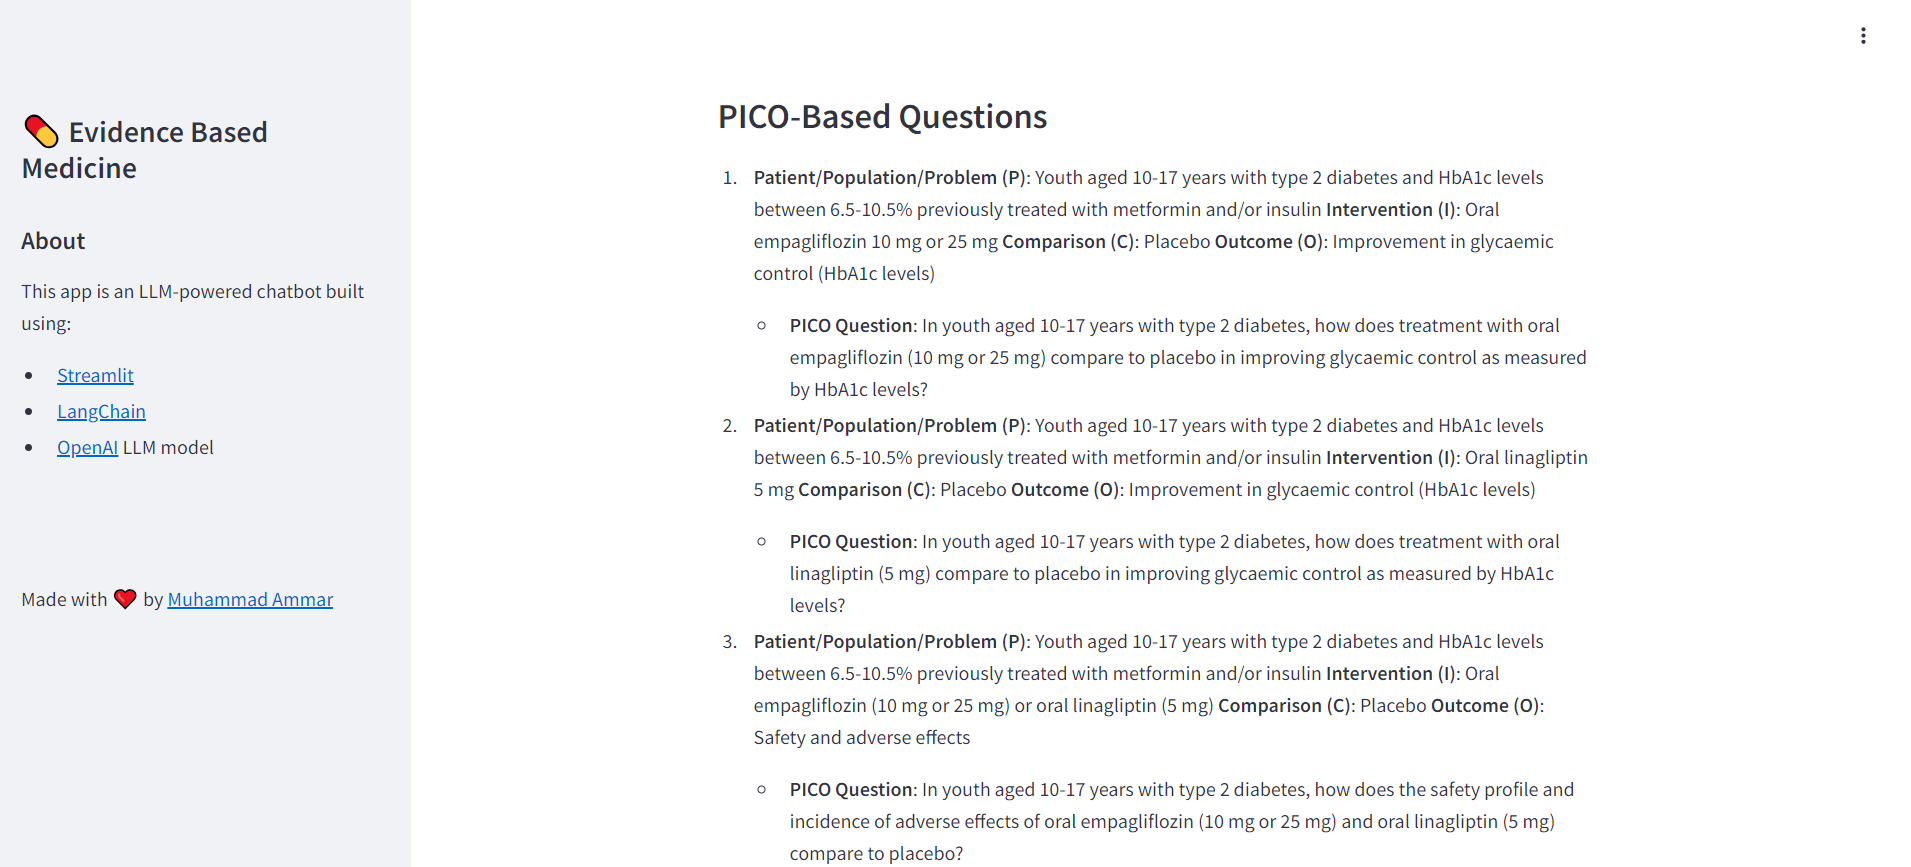 💊 Evidence Based
Medicine
About
This app is an LLM-powered chatbot built
using:
Streamlit
LangChain
OpenAI LLM model
Made with ❤️ by Muhammad Ammar
PICO-Based Questions
1. Patient/Population/Problem (P): Youth aged 10-17 years with type 2 diabetes and HbA1c levels
between 6.5-10.5% previously treated with metformin and/or insulin Intervention (I): Oral
empagliflozin 10 mg or 25 mg Comparison (C): Placebo Outcome (O): Improvement in glycaemic
control (HbA1c levels)
PICO Question: In youth aged 10-17 years with type 2 diabetes, how does treatment with oral
empagliflozin (10 mg or 25 mg) compare to placebo in improving glycaemic control as measured
by HbA1c levels?
2. Patient/Population/Problem (P): Youth aged 10-17 years with type 2 diabetes and HbA1c levels
between 6.5-10.5% previously treated with metformin and/or insulin Intervention (I): Oral linagliptin
5 mg Comparison (C): Placebo Outcome (O): Improvement in glycaemic control (HbA1c levels)
PICO Question: In youth aged 10-17 years with type 2 diabetes, how does treatment with oral
linagliptin (5 mg) compare to placebo in improving glycaemic control as measured by HbA1c
levels?
3. Patient/Population/Problem (P): Youth aged 10-17 years with type 2 diabetes and HbA1c levels
between 6.5-10.5% previously treated with metformin and/or insulin Intervention (I): Oral
empagliflozin (10 mg or 25 mg) or oral linagliptin (5 mg) Comparison (C): Placebo Outcome (O):
Safety and adverse effects
PICO Question: In youth aged 10-17 years with type 2 diabetes, how does the safety profile and
incidence of adverse effects of oral empagliflozin (10 mg or 25 mg) and oral linagliptin (5 mg)
compare to placebo?